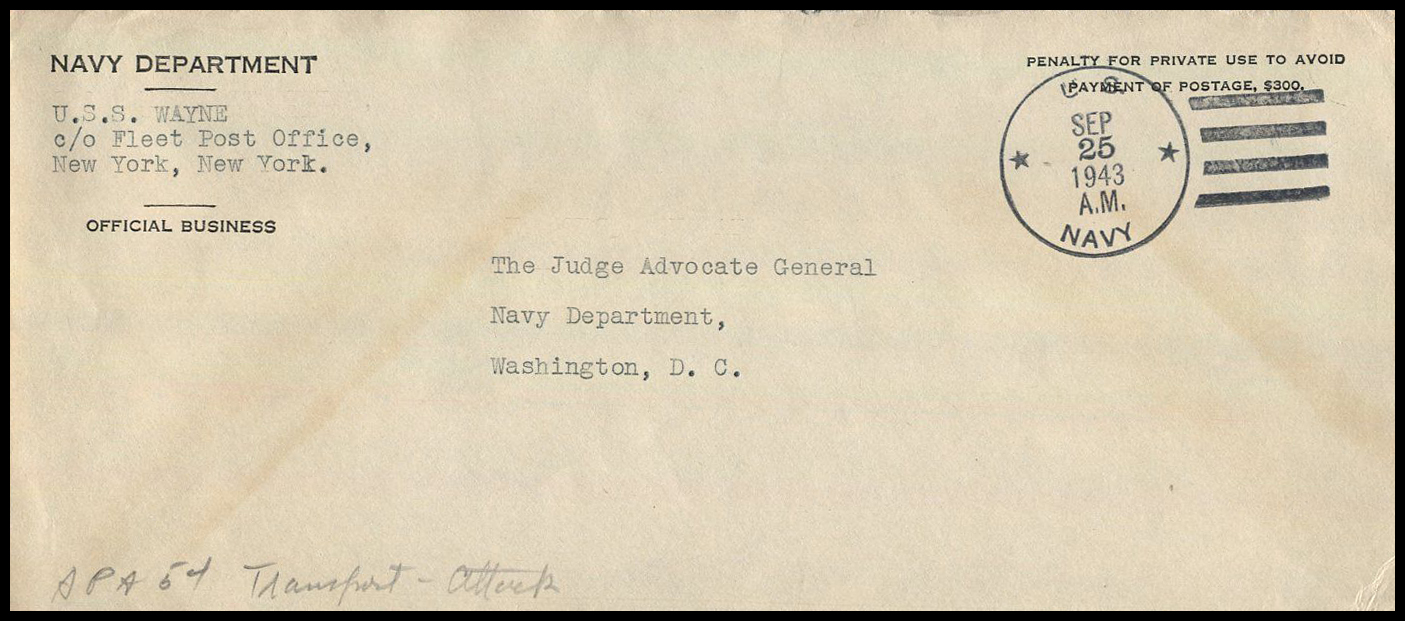 NAVY DEPARTMENT
U.S.S. WAYNE
c/o Fleet Post Office,
New York, New York.
OFFICIAL BUSINESS
PENALTY FOR PRIVATE USE TO AVOID
PAYMENT OF POSTAGE, $300.
U. S.
SEP
25
1943
A.M.
NAVY
The Judge Advocate General
Navy Department,
Washington, D. C.
APA 54 Transport - Attack